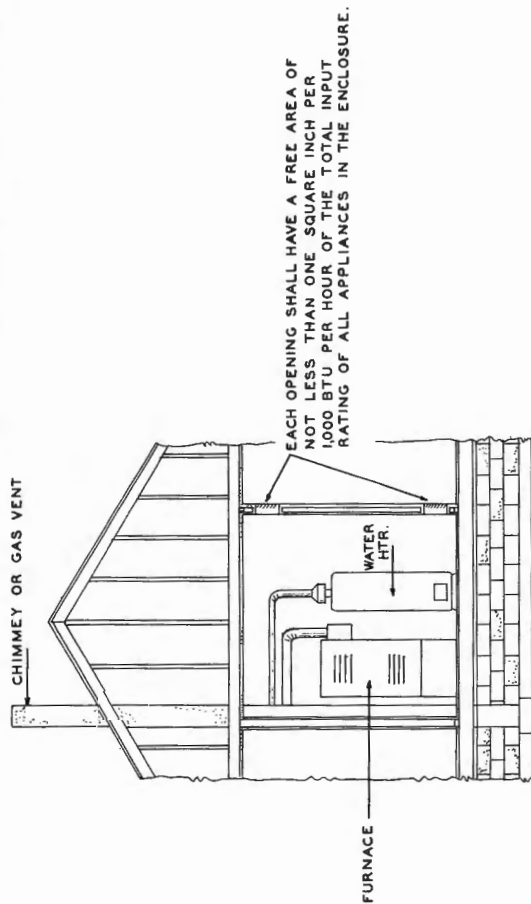 CHIMMEY OR GAS VENT
EACH OPENING SHALL HAVE A FREE AREA OF
NOT LESS THAN ONE SQUARE INCH PER
1,000 BTU PER HOUR OF THE TOTAL INPUT
RATING OF ALL APPLIANCES IN THE ENCLOSURE.
WATER
HTR.
FURNACE